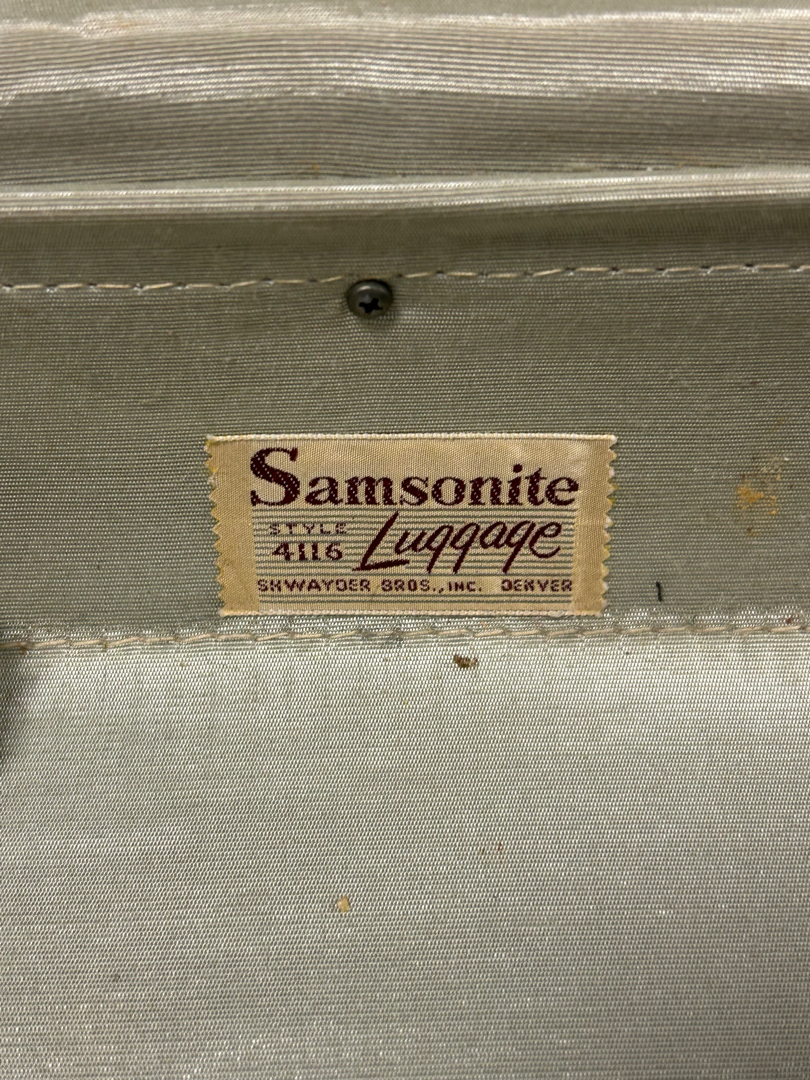 Samsonite
STYLE
4116 Luggage
SHWAYDER BROS., INC. DENVER